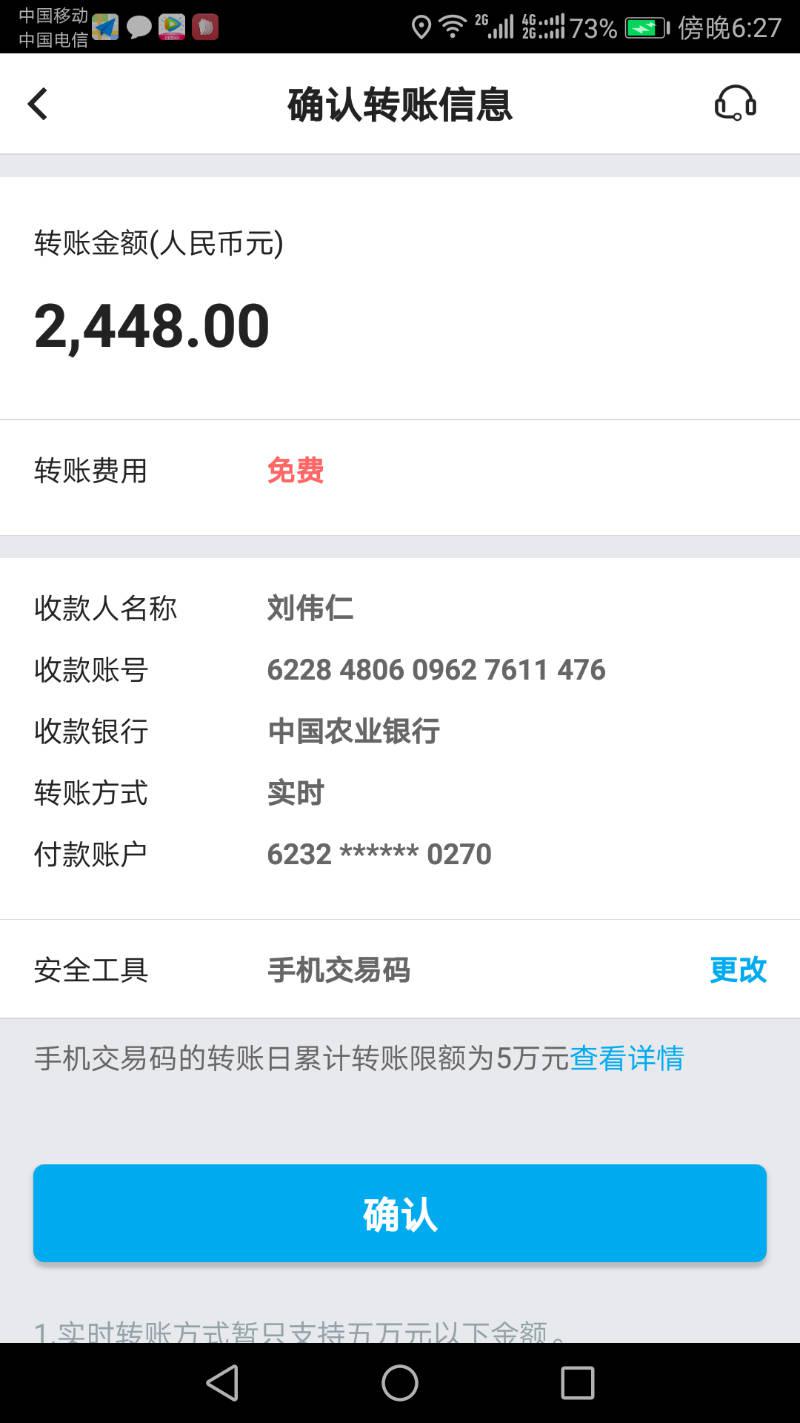 中国移动
中国电信
2G 4G 2G 73% 傍晚6:27
确认转账信息
转账金额(人民币元)
2,448.00
转账费用 免费
收款人名称 刘伟仁
收款账号 6228 4806 0962 7611 476
收款银行 中国农业银行
转账方式 实时
付款账户 6232 ****** 0270
安全工具 手机交易码 更改
手机交易码的转账日累计转账限额为5万元查看详情
确认
1.实时转账方式暂只支持五万元以下金额。